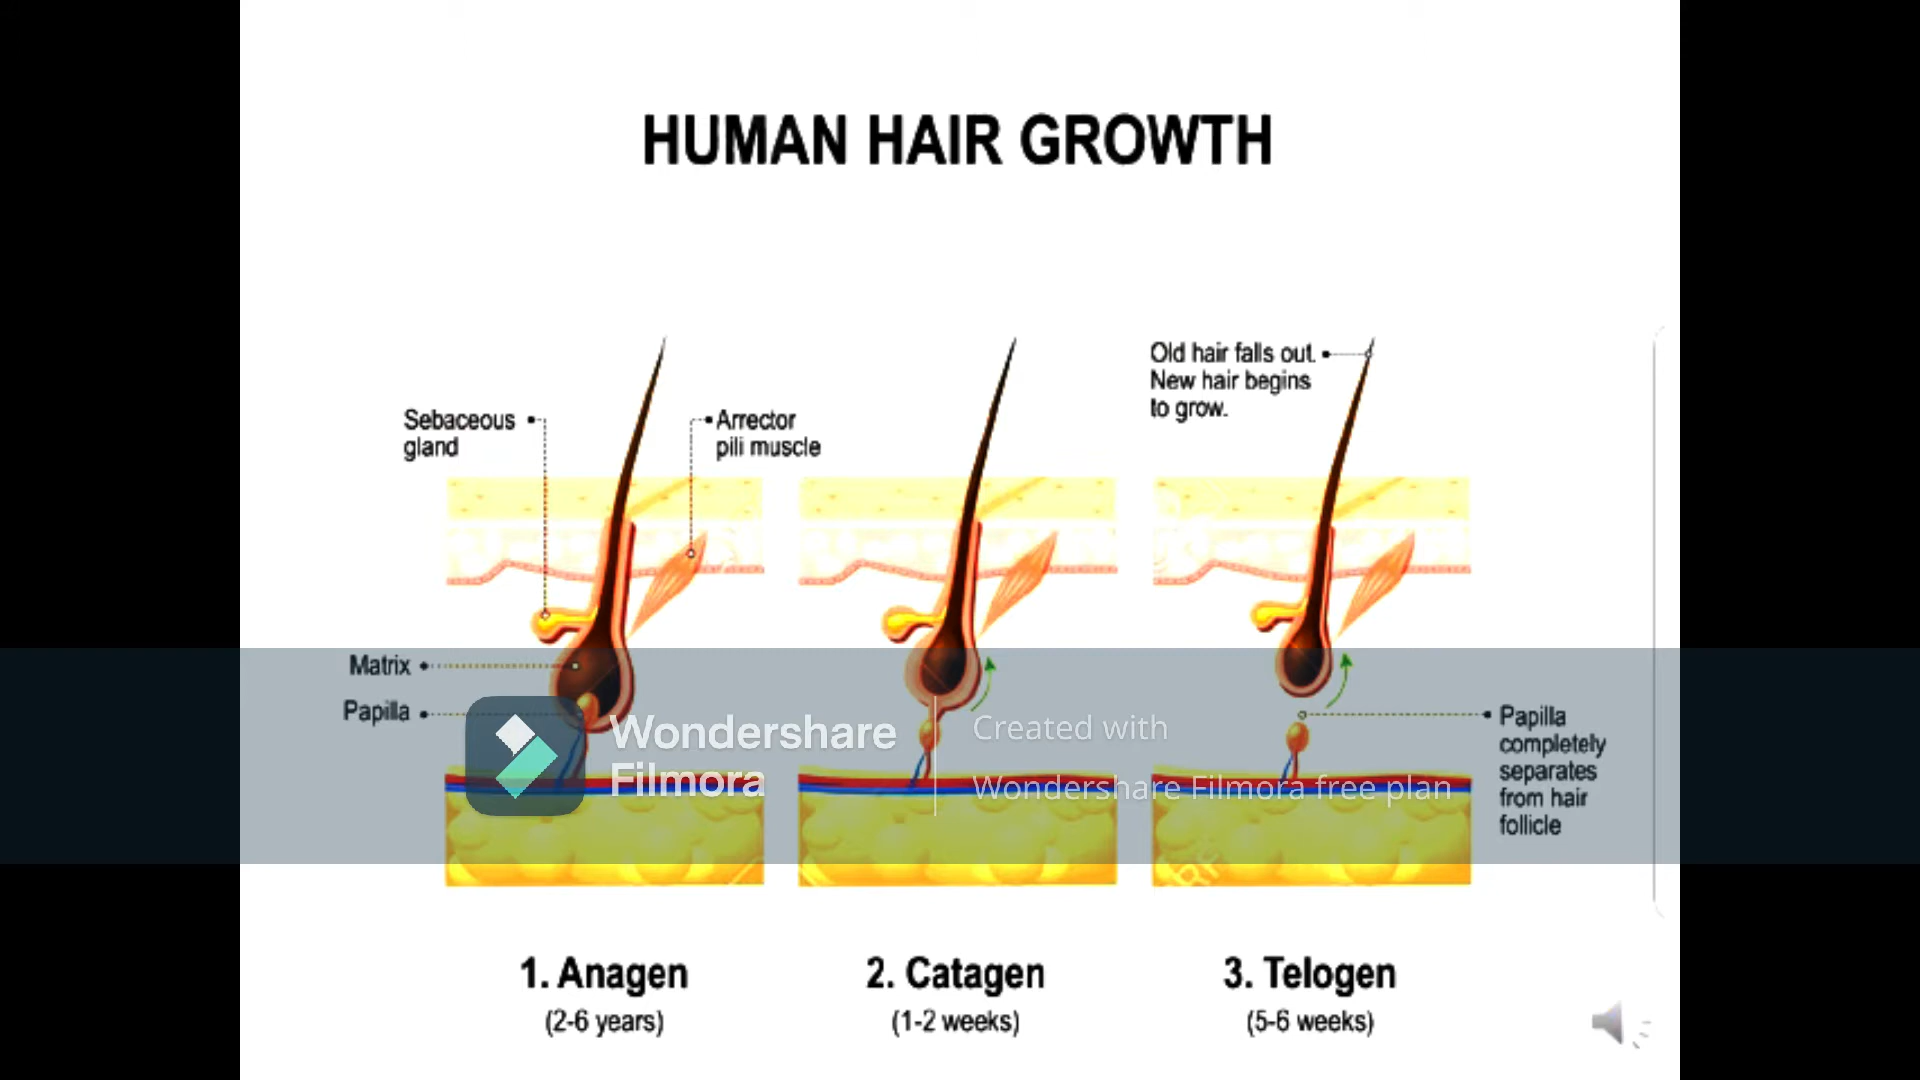 HUMAN HAIR GROWTH
Sebaceous
gland
Arrector
pili muscle
Old hair falls out.
New hair begins
to grow.
Matrix
Papilla
Papilla
completely
separates
from hair
follicle
Wondershare
Filmora
Created with
Wondershare Filmora free plan
1. Anagen
(2-6 years)
2. Catagen
(1-2 weeks)
3. Telogen
(5-6 weeks)